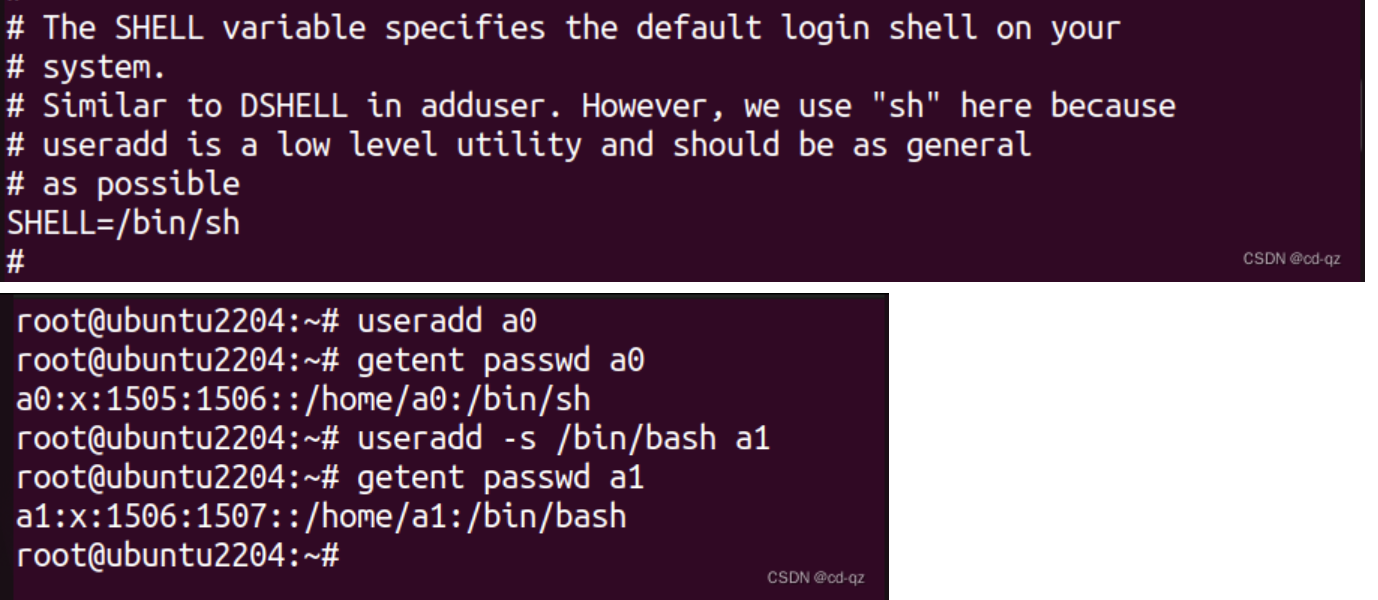 # The SHELL variable specifies the default login shell on your
# system.
# Similar to DSHELL in adduser. However, we use "sh" here because
# useradd is a low level utility and should be as general
# as possible
SHELL=/bin/sh
#
CSDN @cd-qz
root@ubuntu2204:~# useradd a0
root@ubuntu2204:~# getent passwd a0
a0:x:1505:1506::/home/a0:/bin/sh
root@ubuntu2204:~# useradd -s /bin/bash a1
root@ubuntu2204:~# getent passwd a1
a1:x:1506:1507::/home/a1:/bin/bash
root@ubuntu2204:~#
CSDN @cd-qz